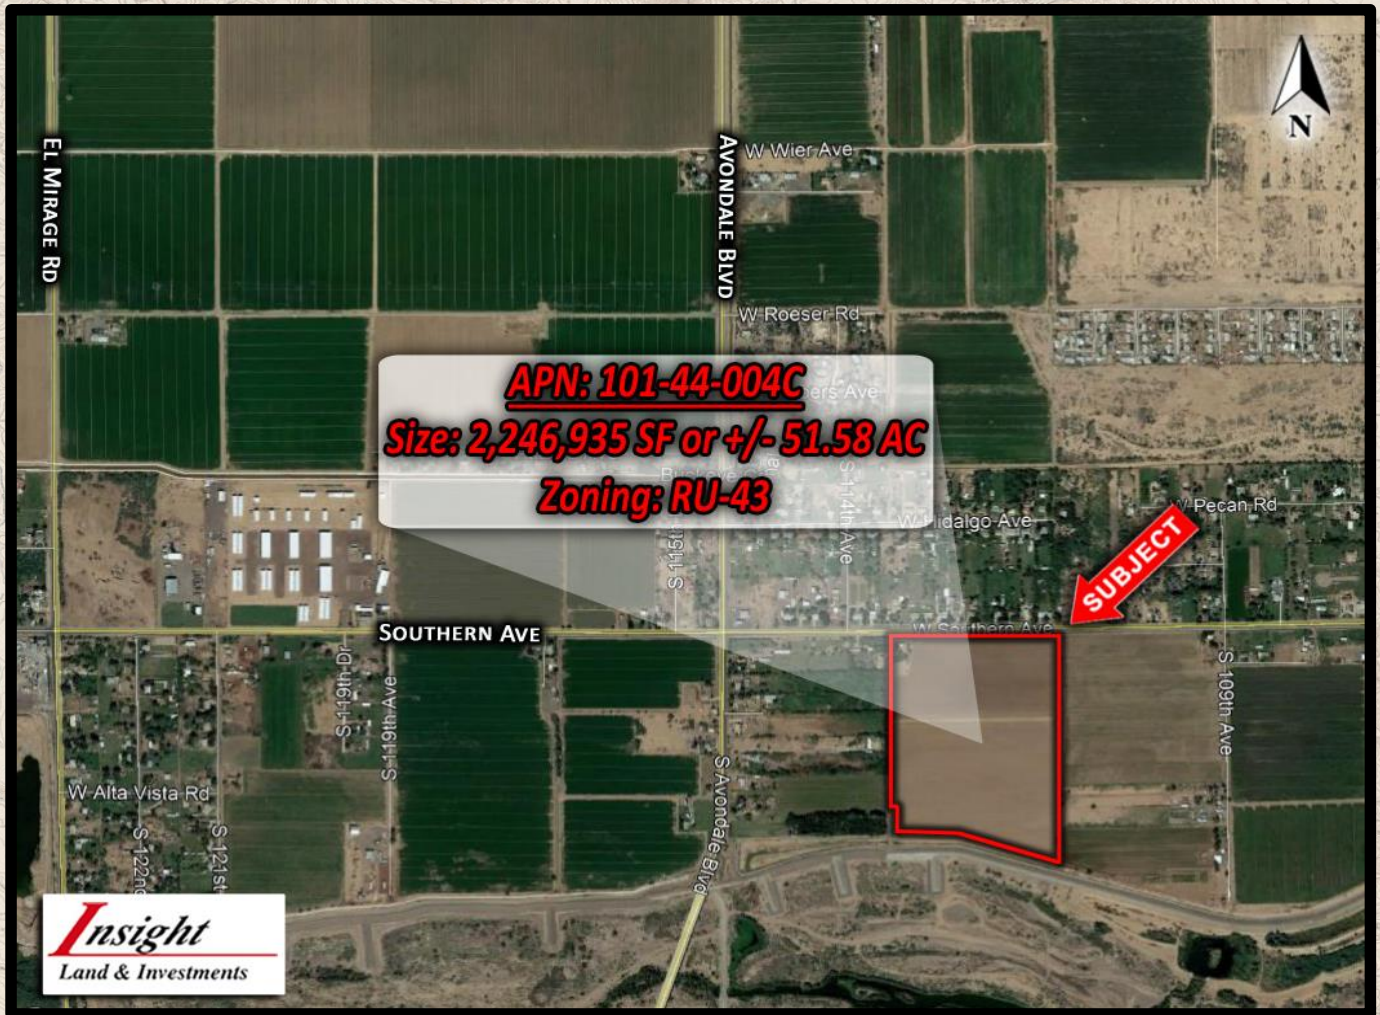 N
EL MIRAGE RD
AVONDALE BLVD
W Wier Ave
W Roeser Rd
APN: 101-44-004C
Size: 2,246,935 SF or +/- 51.58 AC
Zoning: RU-43
S 115th
S 114th Ave
W Hidalgo Ave
W Pecan Rd
SUBJECT
SOUTHERN AVE
W Southern Ave
S 119th Dr
S 119th Ave
S 109th Ave
W Alta Vista Rd
S 122nd
S 121st
S Avondale Blvd
Insight
Land & Investments